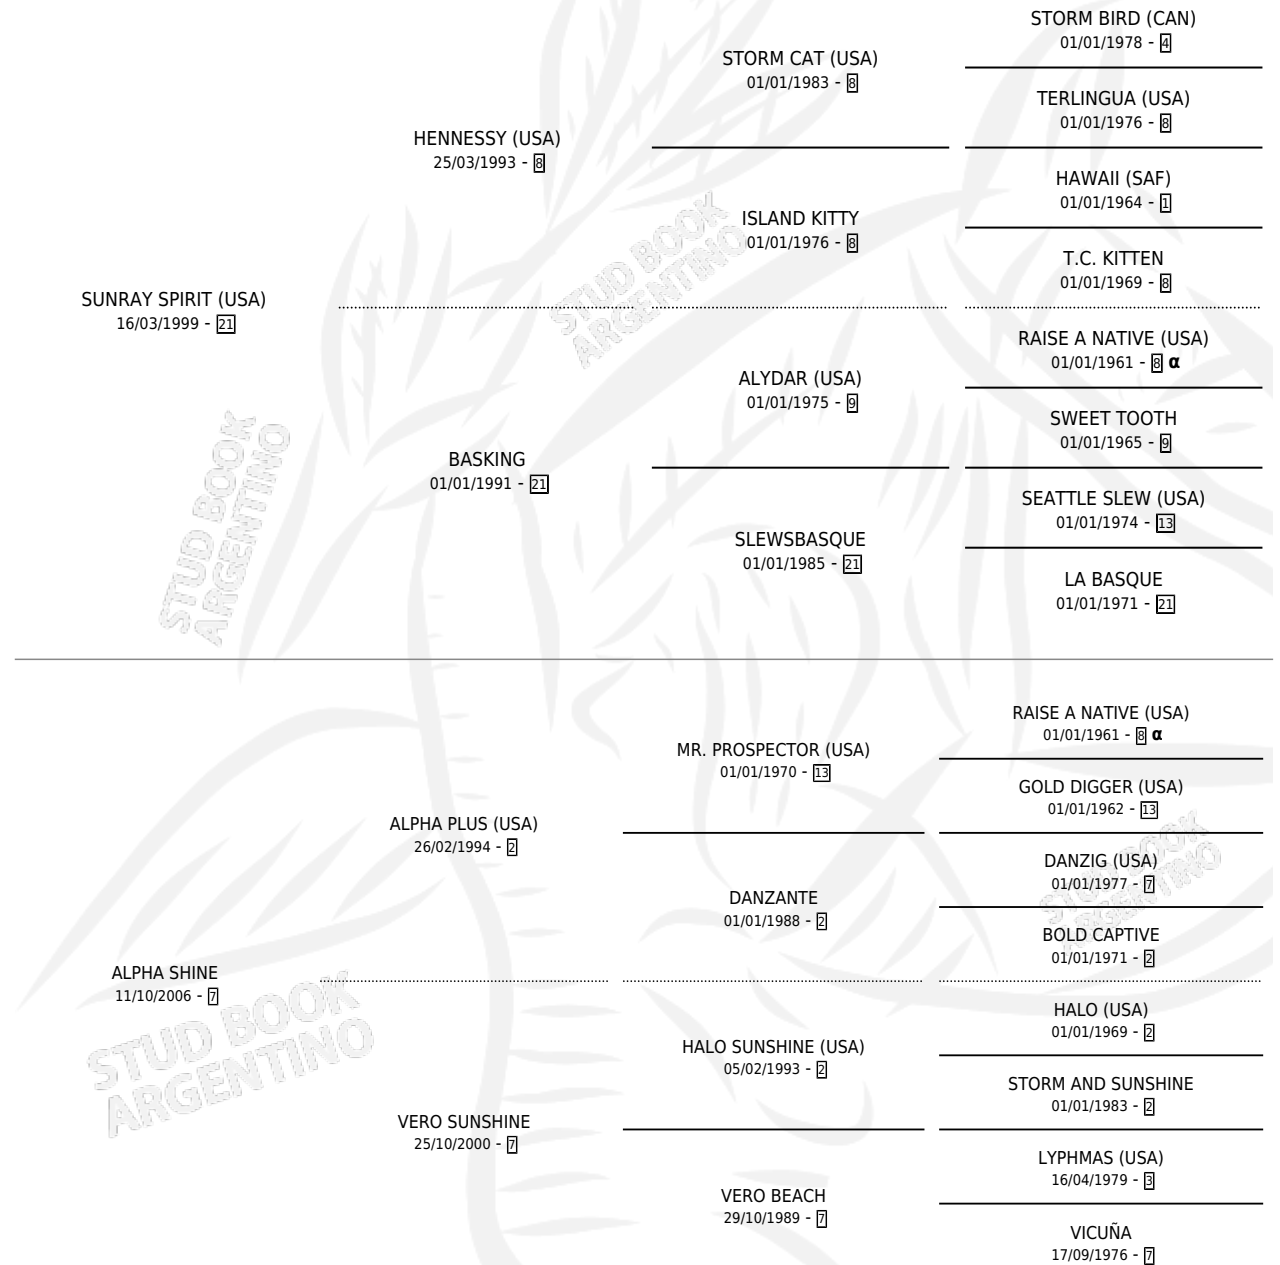 STORM BIRD (CAN)
01/01/1978 - 4
STORM CAT (USA)
01/01/1983 - 8
TERLINGUA (USA)
01/01/1976 - 8
HENNESSY (USA)
25/03/1993 - 8
HAWAII (SAF)
01/01/1964 - 1
ISLAND KITTY
01/01/1976 - 8
T.C. KITTEN
01/01/1969 - 8
SUNRAY SPIRIT (USA)
16/03/1999 - 21
RAISE A NATIVE (USA)
01/01/1961 - 8 α
ALYDAR (USA)
01/01/1975 - 9
SWEET TOOTH
01/01/1965 - 9
BASKING
01/01/1991 - 21
SEATTLE SLEW (USA)
01/01/1974 - 13
SLEWSBASQUE
01/01/1985 - 21
LA BASQUE
01/01/1971 - 21
RAISE A NATIVE (USA)
01/01/1961 - 8 α
MR. PROSPECTOR (USA)
01/01/1970 - 13
GOLD DIGGER (USA)
01/01/1962 - 13
ALPHA PLUS (USA)
26/02/1994 - 2
DANZIG (USA)
01/01/1977 - 7
DANZANTE
01/01/1988 - 2
BOLD CAPTIVE
01/01/1971 - 2
ALPHA SHINE
11/10/2006 - 7
HALO (USA)
01/01/1969 - 2
HALO SUNSHINE (USA)
05/02/1993 - 2
STORM AND SUNSHINE
01/01/1983 - 2
VERO SUNSHINE
25/10/2000 - 7
LYPHMAS (USA)
16/04/1979 - 3
VERO BEACH
29/10/1989 - 7
VICUÑA
17/09/1976 - 7
STUD BOOK
ARGENTINO
STUD BOOK
ARGENTINO
STUD BOOK
ARGENTINO
STUD BOOK
ARGENTINO